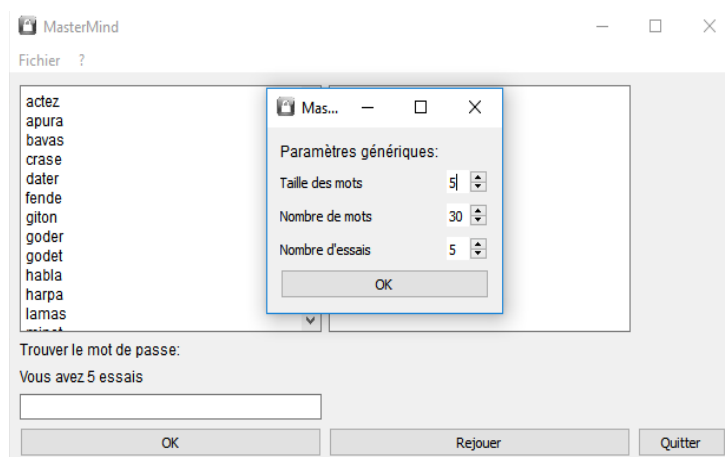 MasterMind
Fichier ?
actez
apura
bavas
crase
dater
fende
giton
goder
godet
habla
harpa
lamas
Mas...
Paramètres génériques:
Taille des mots 5
Nombre de mots 30
Nombre d'essais 5
OK
Trouver le mot de passe:
Vous avez 5 essais
OK Rejouer Quitter